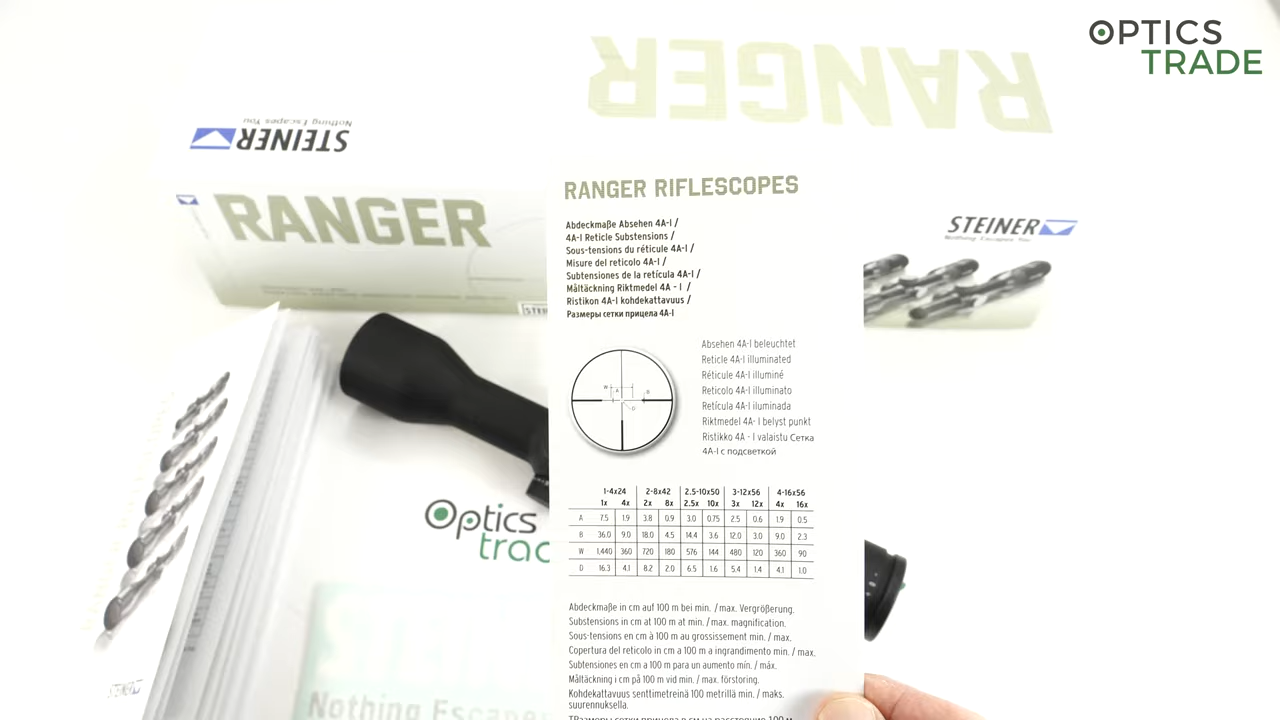 OPTICS
TRADE
RANGER
STEINER
Nothing Escapes You
RANGER
STEINER
Nothing Escapes You
RANGER RIFLESCOPES
Abdeckmaße Absehen 4A-I /
4A-I Reticle Substensions /
Sous-tensions du réticule 4A-I /
Misure del reticolo 4A-I /
Subtensiones de la retícula 4A-I /
Måltäckning Riktmedel 4A - I /
Ristikon 4A-I kohdekattavuus /
Размеры сетки прицела 4A-I
W
A
B
D
Absehen 4A-I beleuchtet
Reticle 4A-I illuminated
Réticule 4A-I illuminé
Reticolo 4A-I illuminato
Retícula 4A-I iluminada
Riktmedel 4A- I belyst punkt
Ristikko 4A - I valaistu Сетка
4A-I с подсветкой
1-4x24 2-8x42 2.5-10x50 3-12x56 4-16x56
1x 4x 2x 8x 2.5x 10x 3x 12x 4x 16x
A 7.5 1.9 3.8 0.9 3.0 0.75 2.5 0.6 1.9 0.5
B 36.0 9.0 18.0 4.5 14.4 3.6 12.0 3.0 9.0 2.3
W 1,440 360 720 180 576 144 480 120 360 90
D 16.3 4.1 8.2 2.0 6.5 1.6 5.4 1.4 4.1 1.0
Abdeckmaße in cm auf 100 m bei min. / max. Vergrößerung.
Substensions in cm at 100 m at min. / max. magnification.
Sous-tensions en cm à 100 m au grossissement min. / max.
Copertura del reticolo in cm a 100 m a ingrandimento min. / max.
Subtensiones en cm a 100 m para un aumento mín. / máx.
Måltäckning i cm på 100 m vid min. / max. förstoring.
Kohdekattavuus senttimetreinä 100 metrillä min. / maks.
suurennuksella.
Optics
trad
STEINER
Nothing Escapes